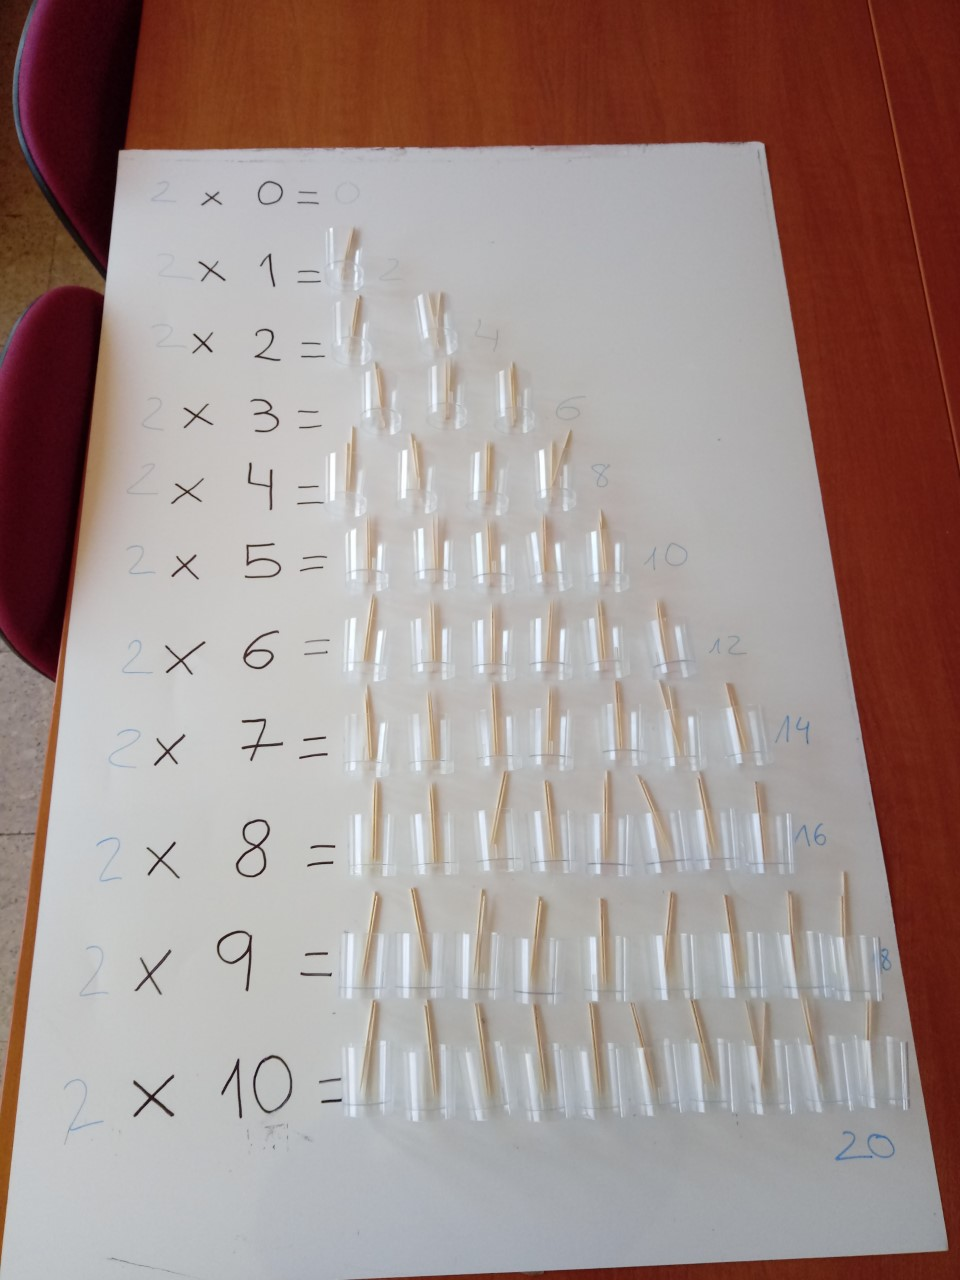 2 × 0 = 0
2 × 1 = 2
2 × 2 = 4
2 × 3 = 6
2 × 4 = 8
2 × 5 = 10
2 × 6 = 12
2 × 7 = 14
2 × 8 = 16
2 × 9 = 18
2 × 10 = 20